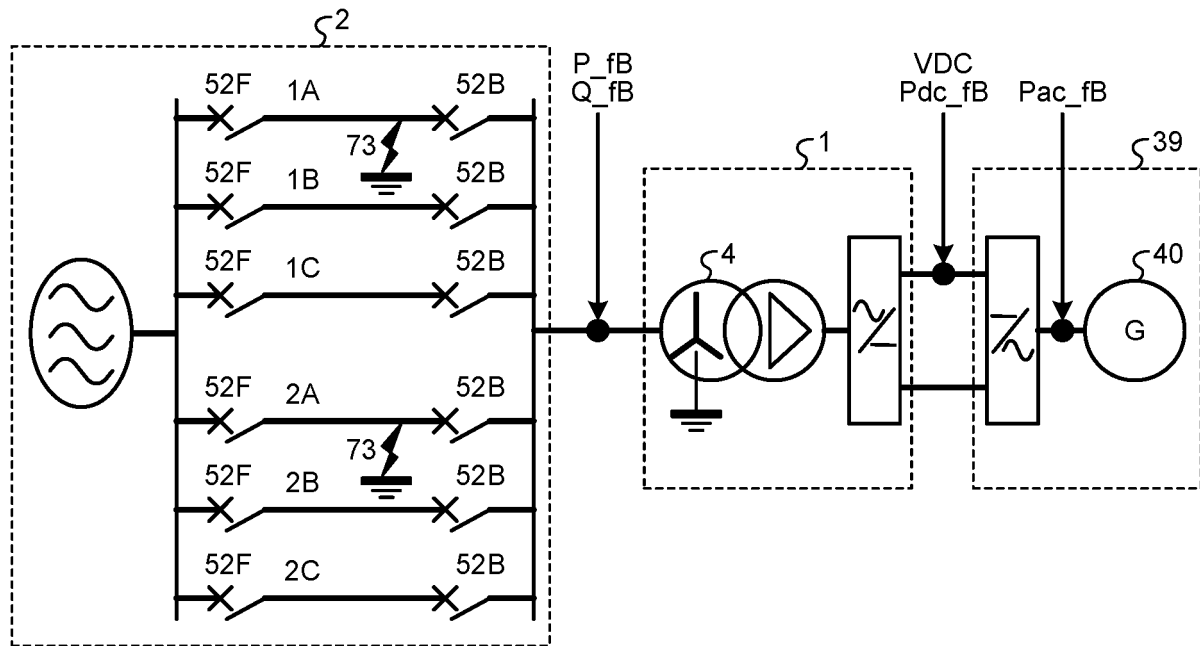 2
52F 1A 52B
73
52F 1B 52B
52F 1C 52B
52F 2A 52B
73
52F 2B 52B
52F 2C 52B
P_fB
Q_fB
1
4
VDC
Pdc_fB
Pac_fB
39
40
G